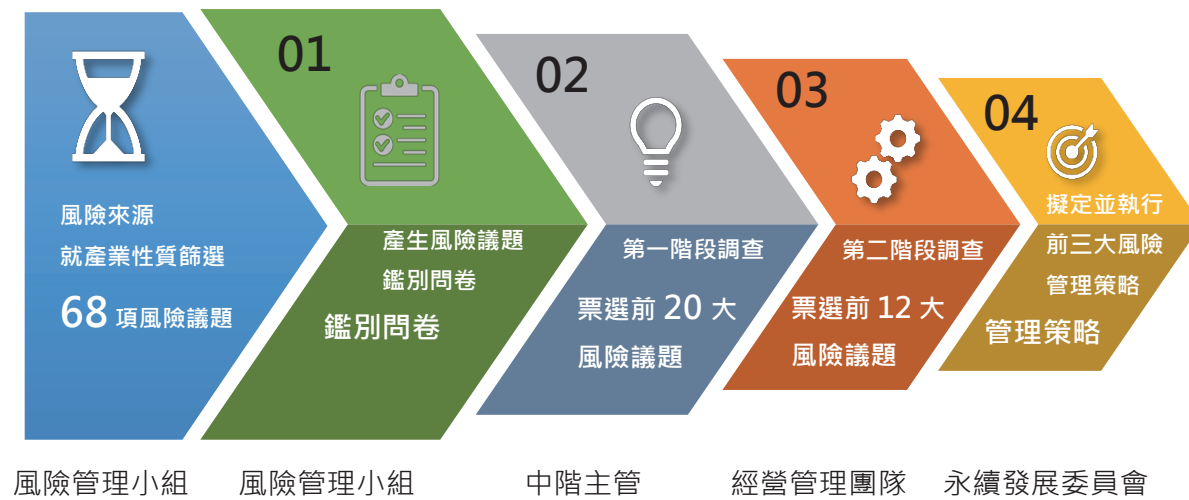 風險來源
就產業性質篩選
68 項風險議題
01
產生風險議題
鑑別問卷
鑑別問卷
02
第一階段調查
票選前 20 大
風險議題
03
第二階段調查
票選前 12 大
風險議題
04
擬定並執行
前三大風險
管理策略
管理策略
風險管理小組
風險管理小組
中階主管
經營管理團隊
永續發展委員會